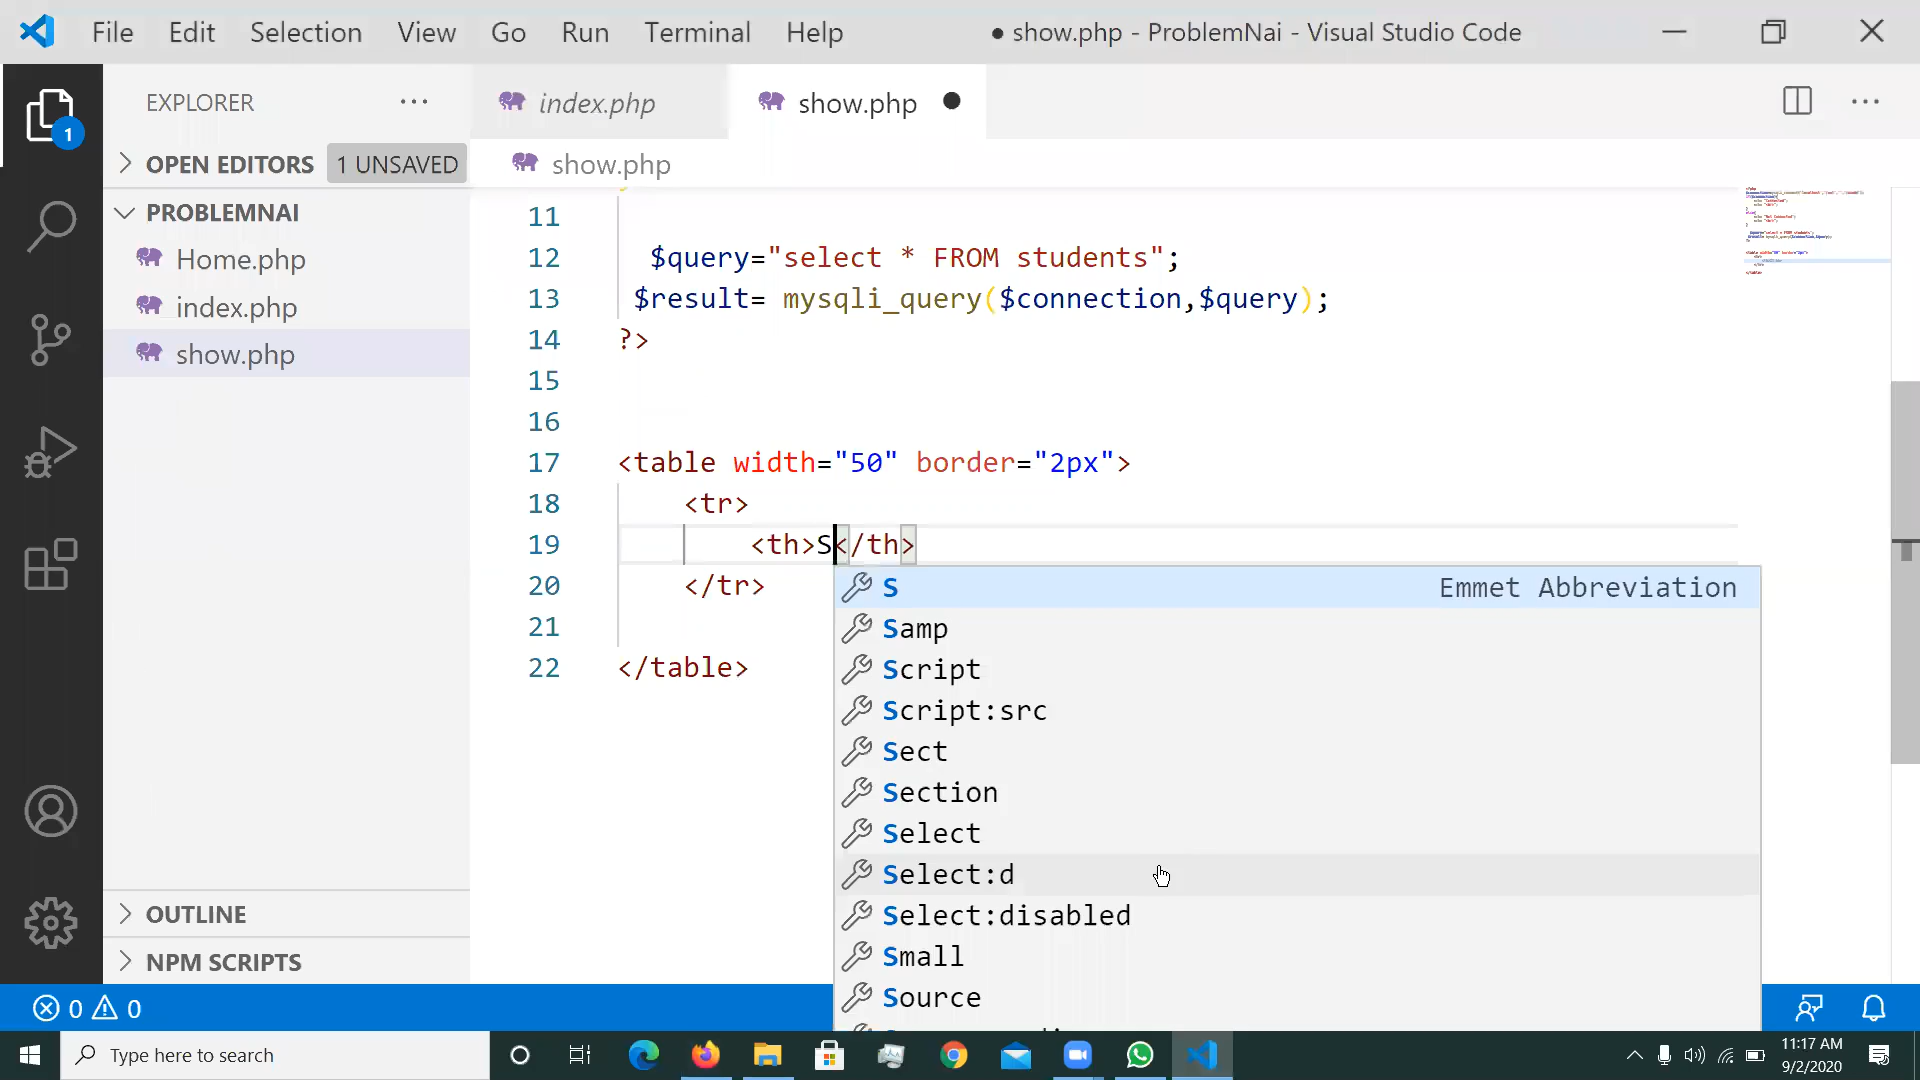 File Edit Selection View Go Run Terminal Help
● show.php - ProblemNai - Visual Studio Code
EXPLORER
OPEN EDITORS 1 UNSAVED
PROBLEMNAI
Home.php
index.php
show.php
OUTLINE
NPM SCRIPTS
1
index.php
show.php
show.php
11
12 $query="select * FROM students";
13 $result= mysqli_query($connection,$query);
14 ?>
15
16
17 <table width="50" border="2px">
18 <tr>
19 <th>S</th>
20 </tr>
21
22 </table>
S Emmet Abbreviation
Samp
Script
Script:src
Sect
Section
Select
Select:d
Select:disabled
Small
Source
0 0
Type here to search
11:17 AM
9/2/2020